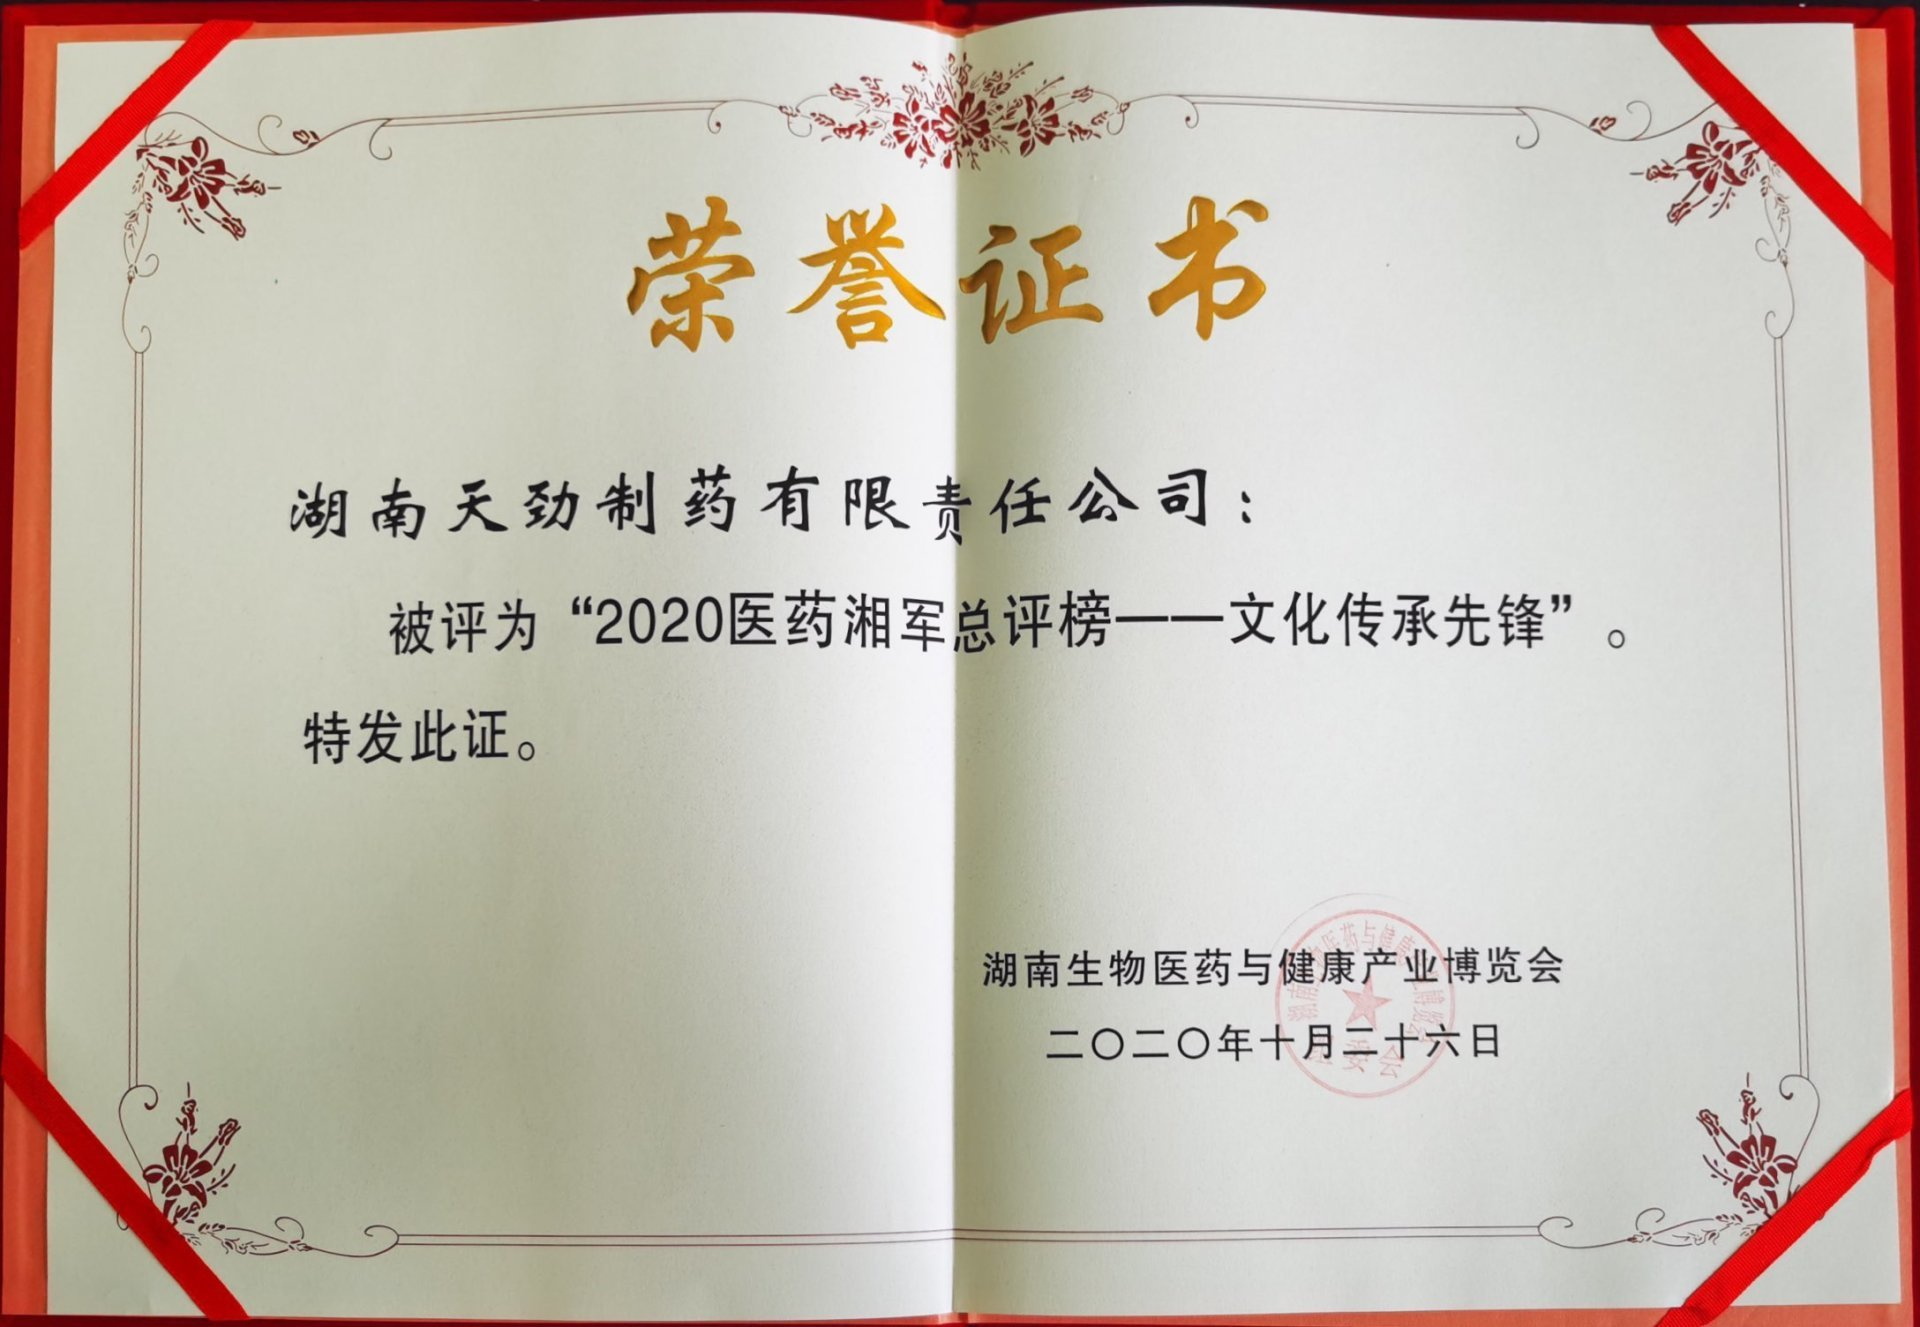 荣誉证书
湖南天劲制药有限责任公司：
被评为“2020医药湘军总评榜——文化传承先锋”。
特发此证。
湖南生物医药与健康产业博览会
二〇二〇年十月二十六日